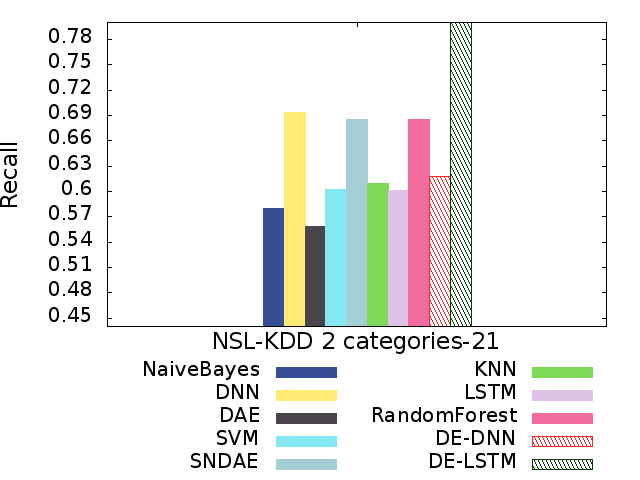 0.78
0.75
0.72
0.69
0.66
0.63
0.6
0.57
0.54
0.51
0.48
0.45
Recall
NSL-KDD 2 categories-21
NaiveBayes
DNN
DAE
SVM
SNDAE
KNN
LSTM
RandomForest
DE-DNN
DE-LSTM